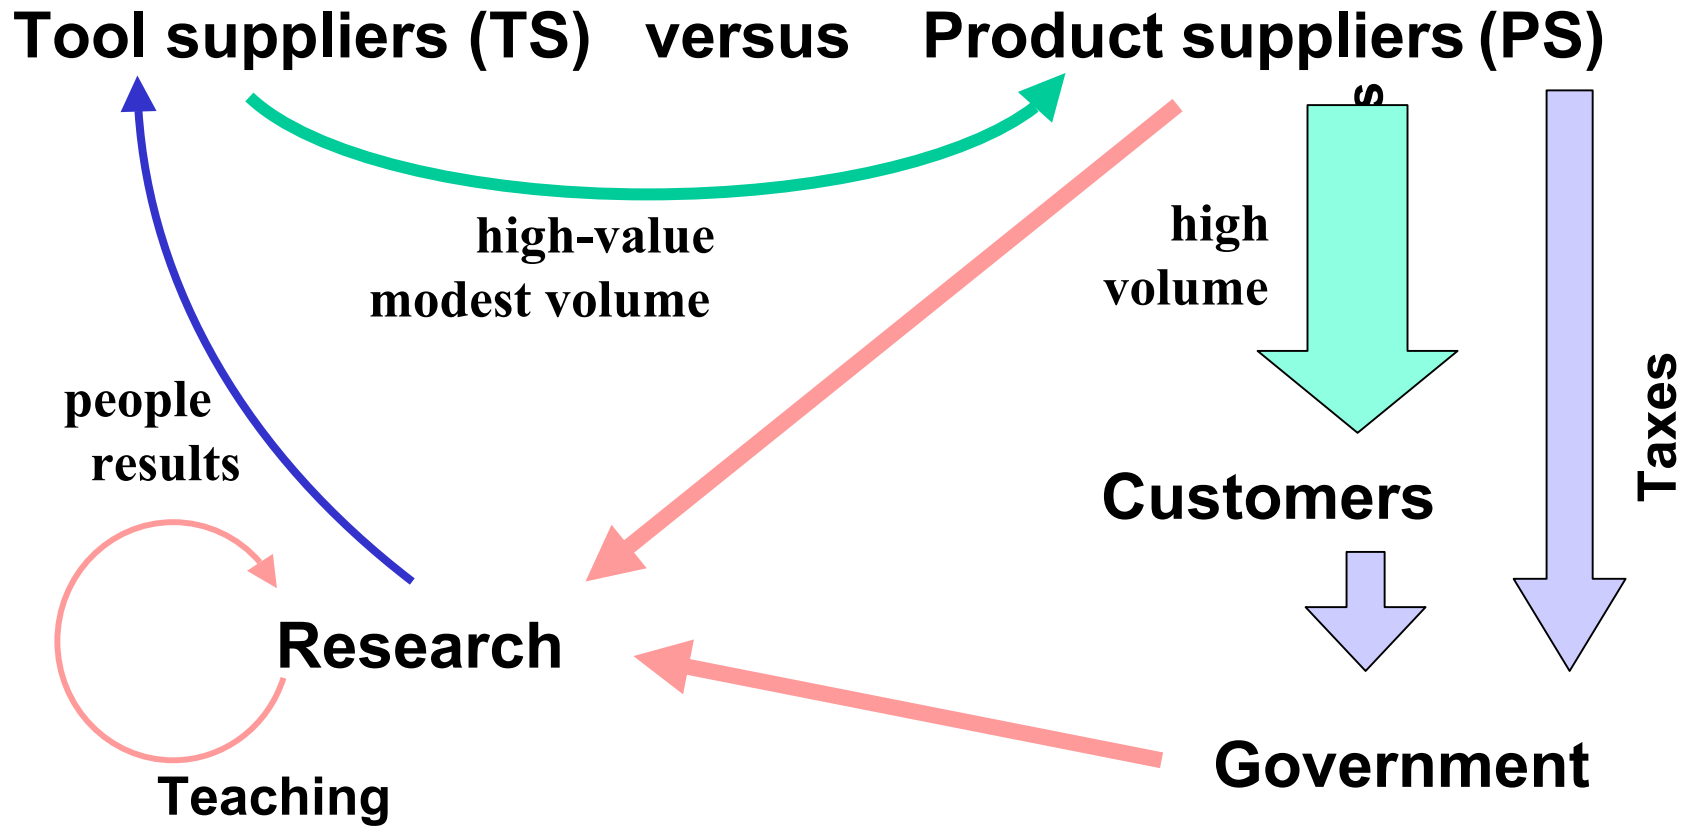 Tool suppliers (TS) versus Product suppliers (PS)
high-value
modest volume
high
volume
people
results
Taxes
Customers
Research
Government
Teaching